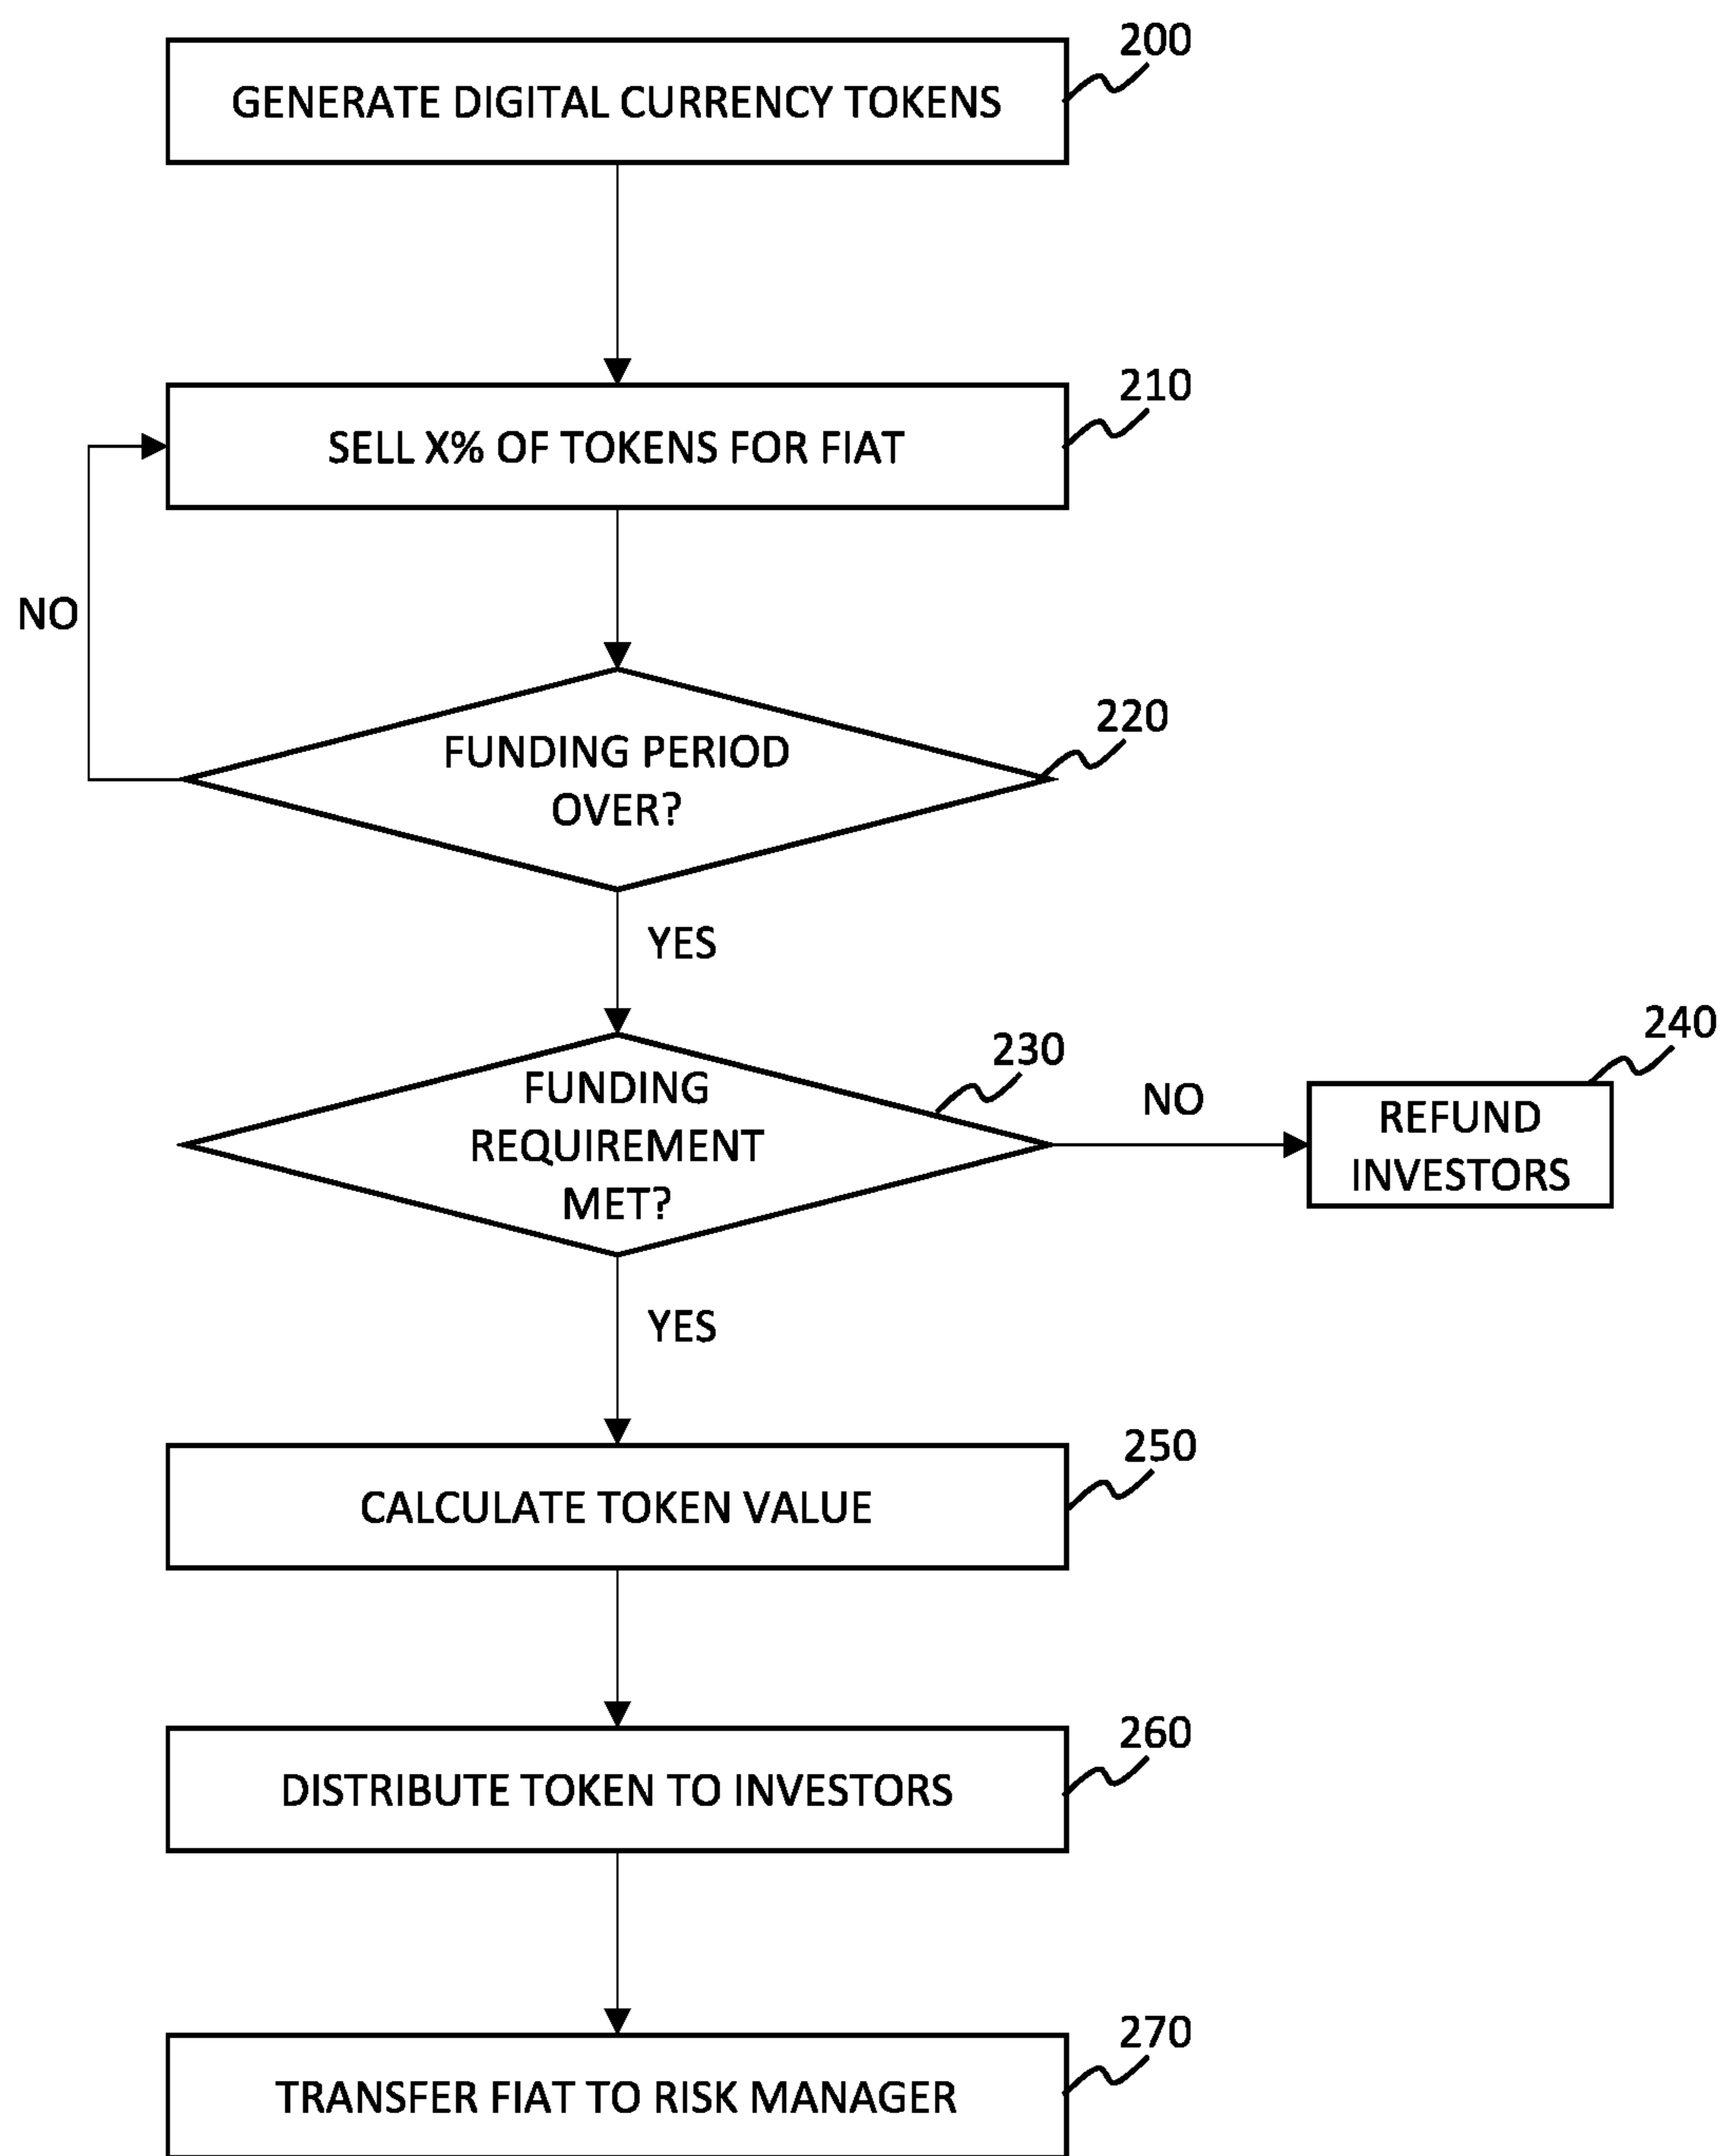 200
GENERATE DIGITAL CURRENCY TOKENS
210
SELL X% OF TOKENS FOR FIAT
NO
220
FUNDING PERIOD
OVER?
YES
230
FUNDING
REQUIREMENT
MET?
NO
240
REFUND
INVESTORS
YES
250
CALCULATE TOKEN VALUE
260
DISTRIBUTE TOKEN TO INVESTORS
270
TRANSFER FIAT TO RISK MANAGER